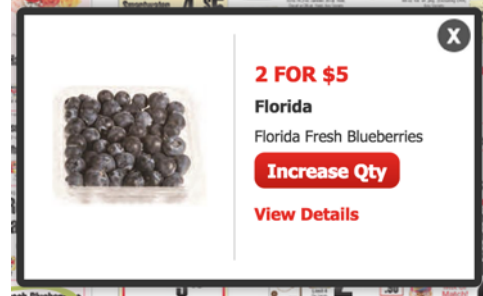 X
2 FOR $5
Florida
Florida Fresh Blueberries
Increase Qty
View Details